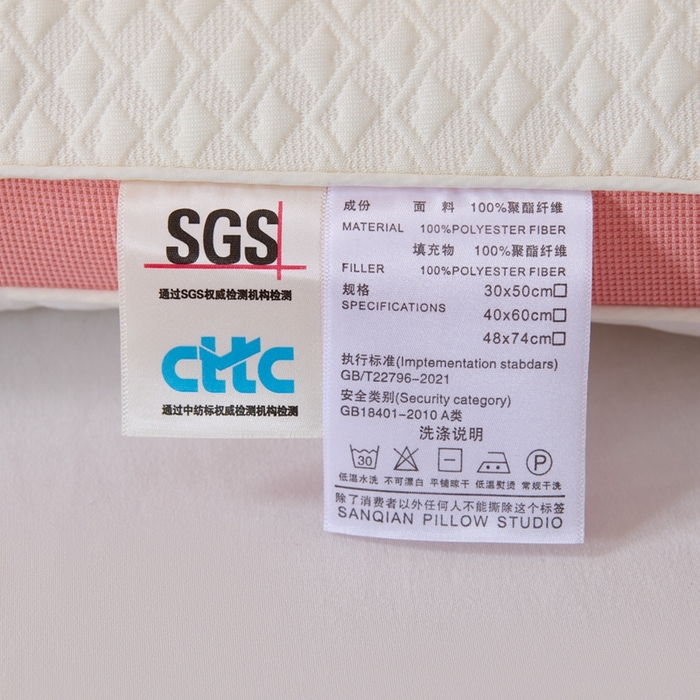 SGS
通过SGS权威检测机构检测
cttc
通过中纺标权威检测机构检测
成份 面 料 100%聚酯纤维
MATERIAL 100%POLYESTER FIBER
填充物 100%聚酯纤维
FILLER 100%POLYESTER FIBER
规格 30x50cm□
SPECIFICATIONS 40x60cm□
48x74cm□
执行标准(Imptementation stabdars)
GB/T22796-2021
安全类别(Security category)
GB18401-2010 A类
洗涤说明
30 P
低温水洗 不可漂白 平铺晾干 低温熨烫 常规干洗
除了消费者以外任何人不能撕除这个标签
SANQIAN PILLOW STUDIO